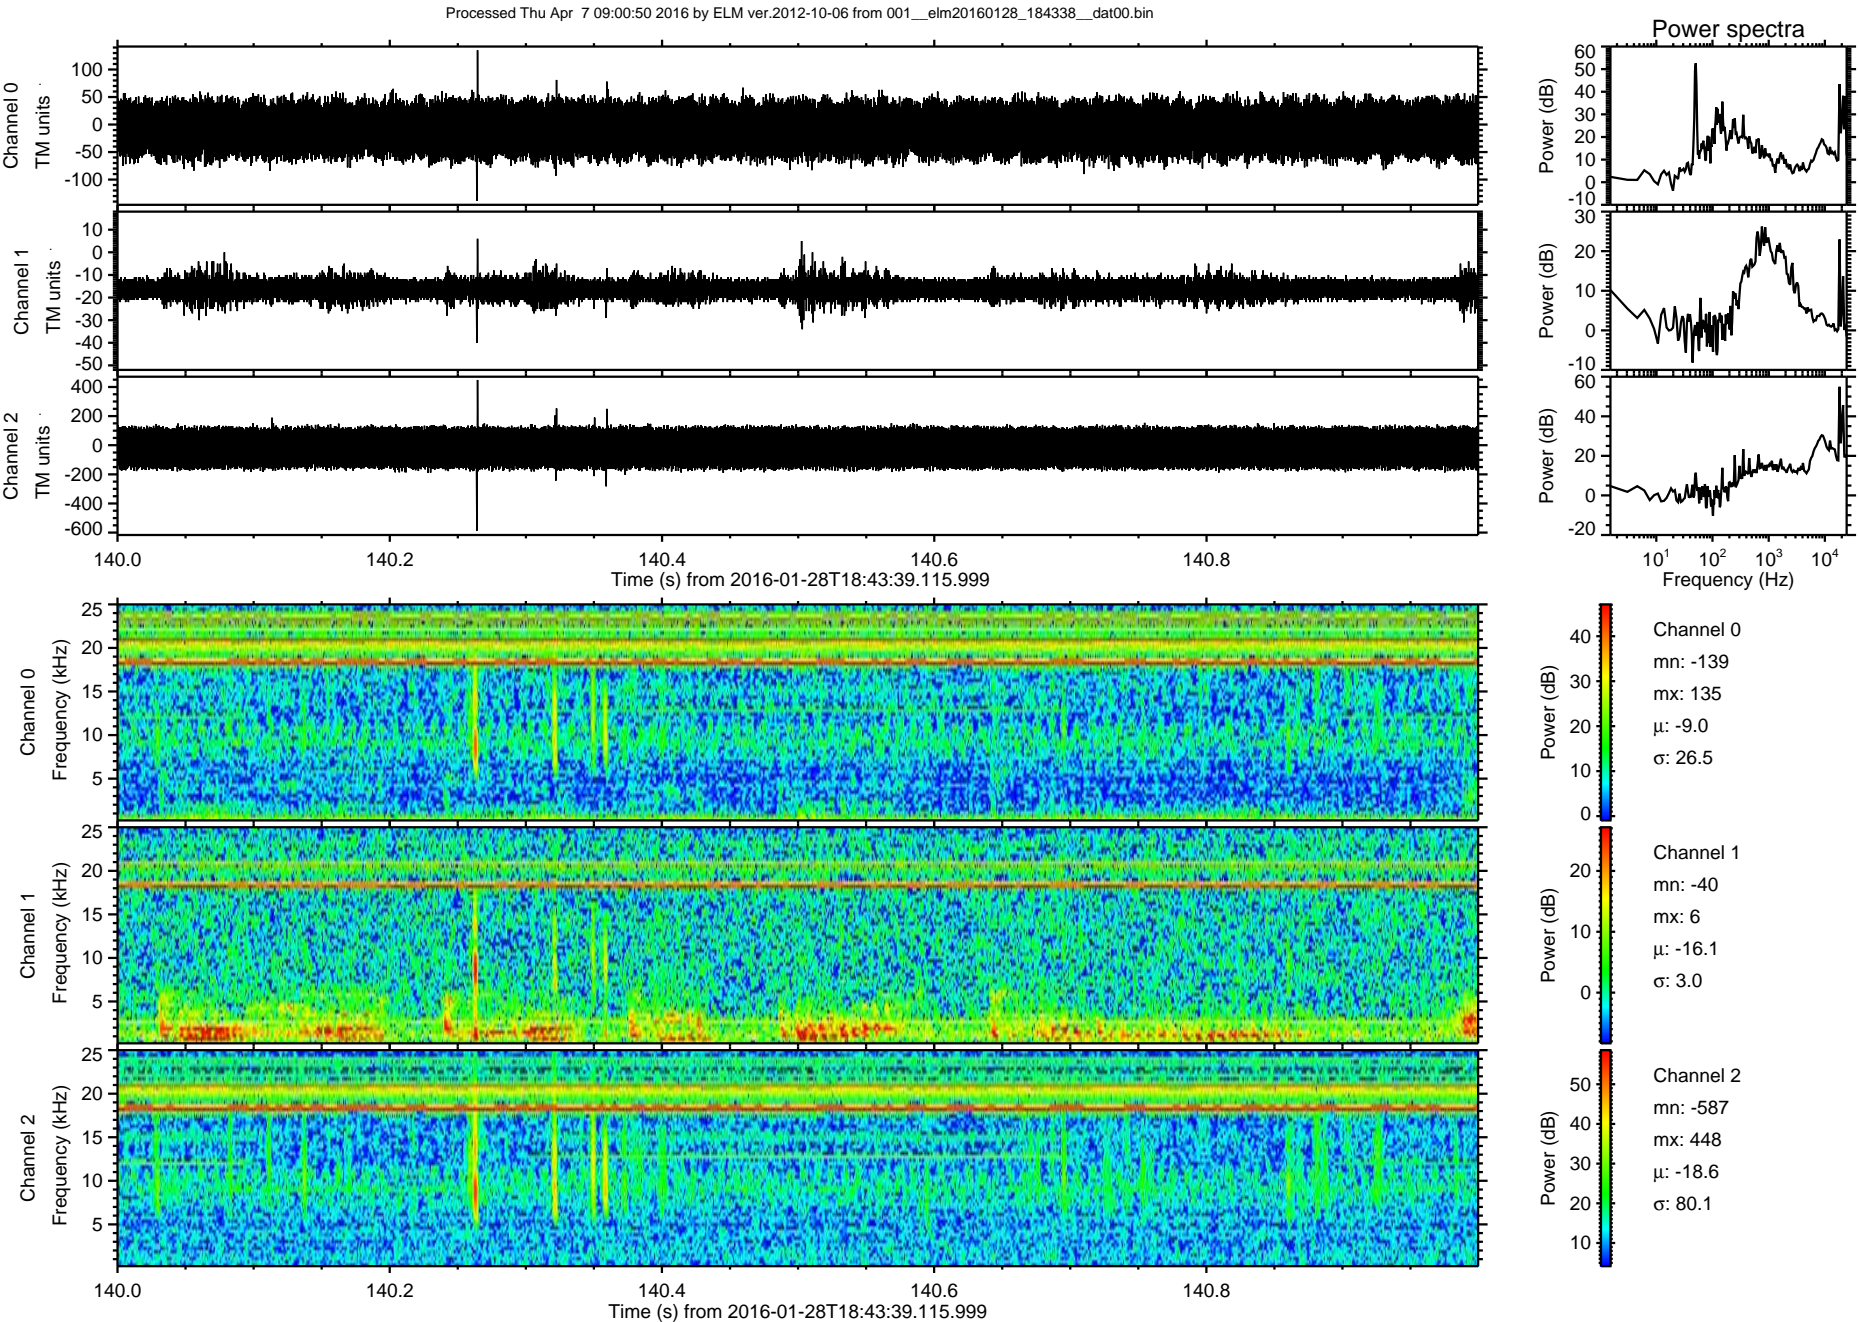 Processed Thu Apr  7 09:00:50 2016 by ELM ver.2012-10-06 from 001__elm20160128_184338__dat00.bin
Power spectra
Channel 0
TM units
100
50
0
-50
-100
Power (dB)
60
50
40
30
20
10
0
-10
Channel 1
TM units
10
0
-10
-20
-30
-40
-50
Power (dB)
30
20
10
0
-10
Channel 2
TM units
400
200
0
-200
-400
-600
Power (dB)
60
40
20
0
-20
140.0 140.2 140.4 140.6 140.8
Time (s) from 2016-01-28T18:43:39.115.999
10¹ 10² 10³ 10⁴
Frequency (Hz)
Channel 0
Frequency (kHz)
25
20
15
10
5
Power (dB)
40
30
20
10
0
Channel 0
mn: -139
mx: 135
μ: -9.0
σ: 26.5
Channel 1
Frequency (kHz)
25
20
15
10
5
Power (dB)
20
10
0
Channel 1
mn: -40
mx: 6
μ: -16.1
σ: 3.0
Channel 2
Frequency (kHz)
25
20
15
10
5
Power (dB)
50
40
30
20
10
Channel 2
mn: -587
mx: 448
μ: -18.6
σ: 80.1
140.0 140.2 140.4 140.6 140.8
Time (s) from 2016-01-28T18:43:39.115.999